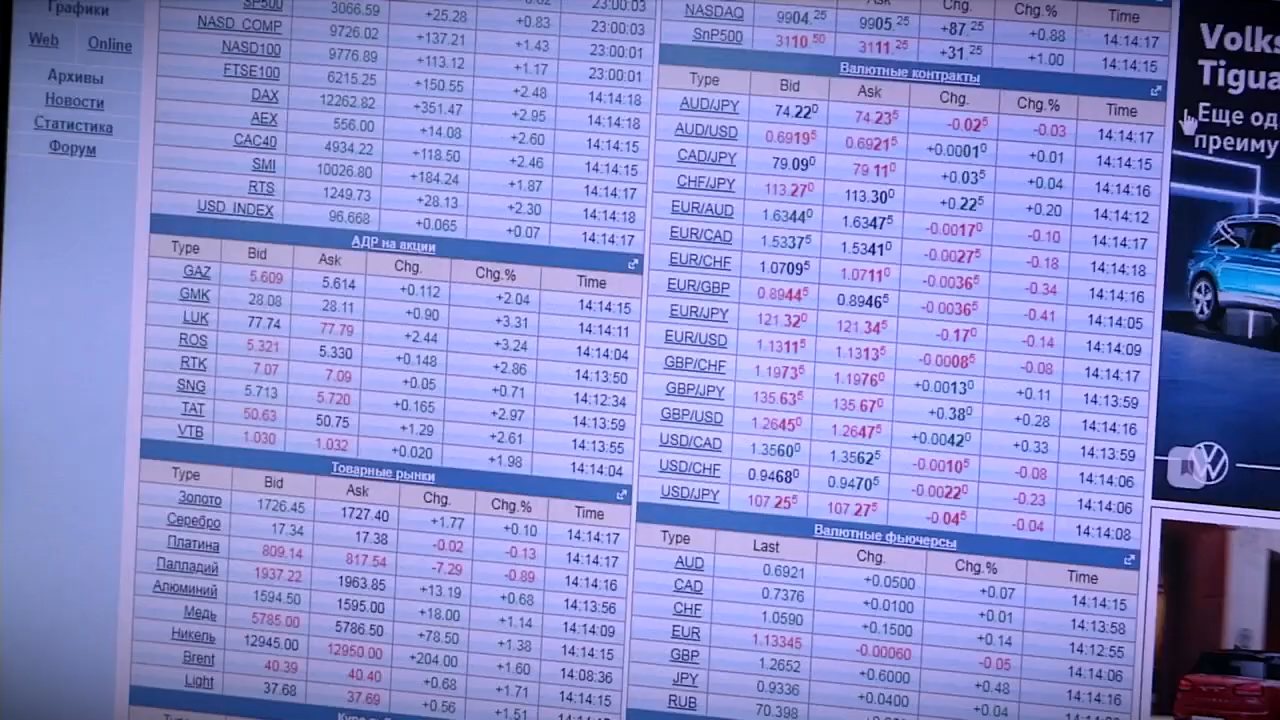 Графики
Web Online
Архивы
Новости
Статистика
Форум
SP500 3066.59 +25.28 23:00:03
NASD_COMP 9726.02 +137.21 +0.83 23:00:03
NASD100 9776.89 +113.12 +1.43 23:00:01
FTSE100 6215.25 +150.55 +1.17 23:00:01
DAX 12262.82 +351.47 +2.48 14:14:18
AEX 556.00 +14.08 +2.95 14:14:18
CAC40 4934.22 +118.50 +2.60 14:14:15
SMI 10026.80 +184.24 +2.46 14:14:15
RTS 1249.73 +28.13 +1.87 14:14:17
USD_INDEX 96.668 +0.065 +2.30 14:14:18
+0.07 14:14:17
АДР на акции
Type Bid Ask Chg. Chg.% Time
GAZ 5.609 5.614 +0.112 +2.04 14:14:15
GMK 28.08 28.11 +0.90 +3.31 14:14:11
LUK 77.74 77.79 +2.44 +3.24 14:14:04
ROS 5.321 5.330 +0.148 +2.86 14:13:50
RTK 7.07 7.09 +0.05 +0.71 14:12:34
SNG 5.713 5.720 +0.165 +2.97 14:13:59
TAT 50.63 50.75 +1.29 +2.61 14:13:55
VTB 1.030 1.032 +0.020 +1.98 14:14:04
Товарные рынки
Type Bid Ask Chg. Chg.% Time
Золото 1726.45 1727.40 +1.77 +0.10 14:14:17
Серебро 17.34 17.38 -0.02 -0.13 14:14:17
Платина 809.14 817.54 -7.29 -0.89 14:14:16
Палладий 1937.22 1963.85 +13.19 +0.68 14:13:56
Алюминий 1594.50 1595.00 +18.00 +1.14 14:14:09
Медь 5785.00 5786.50 +78.50 +1.38 14:14:15
Никель 12945.00 12950.00 +204.00 +1.60 14:08:36
Brent 40.39 40.40 +0.68 +1.71 14:14:15
Light 37.68 37.69 +0.56 +1.51
Chg. Chg.% Time
NASDAQ 9904.25 9905.25 +87.25 +0.88 14:14:17
SnP500 3110.50 3111.25 +31.25 +1.00 14:14:15
Валютные контракты
Type Bid Ask Chg. Chg.% Time
AUD/JPY 74.220 74.235 -0.025 -0.03 14:14:17
AUD/USD 0.69195 0.69215 +0.00010 +0.01 14:14:15
CAD/JPY 79.090 79.110 +0.035 +0.04 14:14:16
CHF/JPY 113.270 113.300 +0.225 +0.20 14:14:12
EUR/AUD 1.63440 1.63475 -0.00170 -0.10 14:14:17
EUR/CAD 1.53375 1.53410 -0.00275 -0.18 14:14:18
EUR/CHF 1.07095 1.07110 -0.00365 -0.34 14:14:16
EUR/GBP 0.89445 0.89465 -0.00365 -0.41 14:14:05
EUR/JPY 121.320 121.345 -0.170 -0.14 14:14:09
EUR/USD 1.13115 1.13135 -0.00085 -0.08 14:14:17
GBP/CHF 1.19735 1.19760 +0.00130 +0.11 14:13:59
GBP/JPY 135.635 135.670 +0.380 +0.28 14:14:16
GBP/USD 1.26450 1.26475 +0.00420 +0.33 14:13:59
USD/CAD 1.35600 1.35625 -0.00105 -0.08 14:14:06
USD/CHF 0.94680 0.94705 -0.00220 -0.23 14:14:06
USD/JPY 107.255 107.275 -0.045 -0.04 14:14:08
Валютные фьючерсы
Type Last Chg. Chg.% Time
AUD 0.6921 +0.0500 +0.07 14:14:15
CAD 0.7376 +0.0100 +0.01 14:13:58
CHF 1.0590 +0.1500 +0.14 14:12:55
EUR 1.13345 -0.00060 -0.05 14:14:06
GBP 1.2652 +0.6000 +0.48 14:14:16
JPY 0.9336 +0.0400 +0.04
RUB 70.398
Volks
Tigua
Еще од
преиму